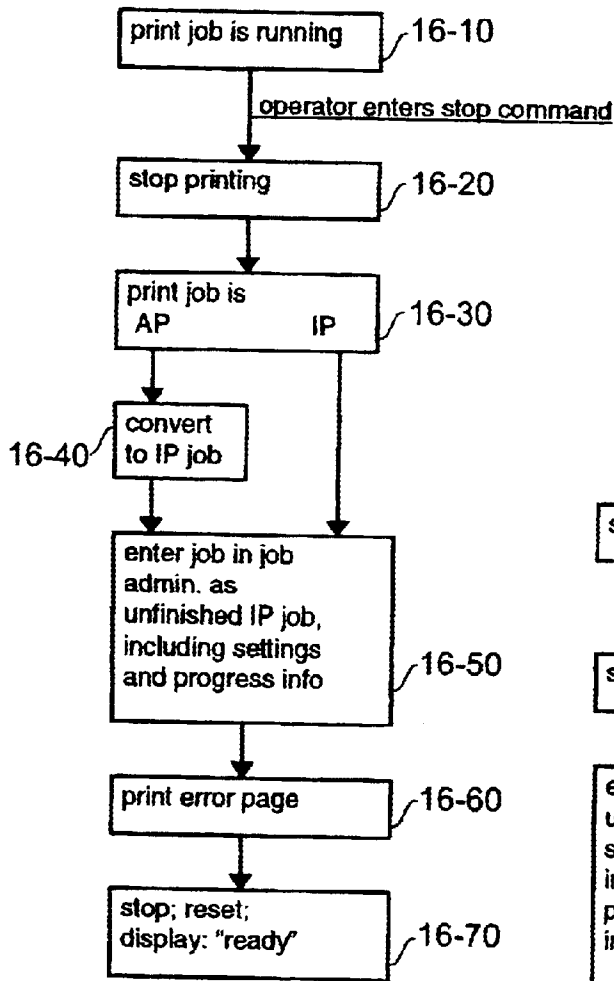 print job is running
16-10
operator enters stop command
stop printing
16-20
print job is
AP IP
16-30
convert
to IP job
16-40
enter job in job
admin. as
unfinished IP job,
including settings
and progress info
16-50
print error page
16-60
stop; reset;
display: "ready"
16-70